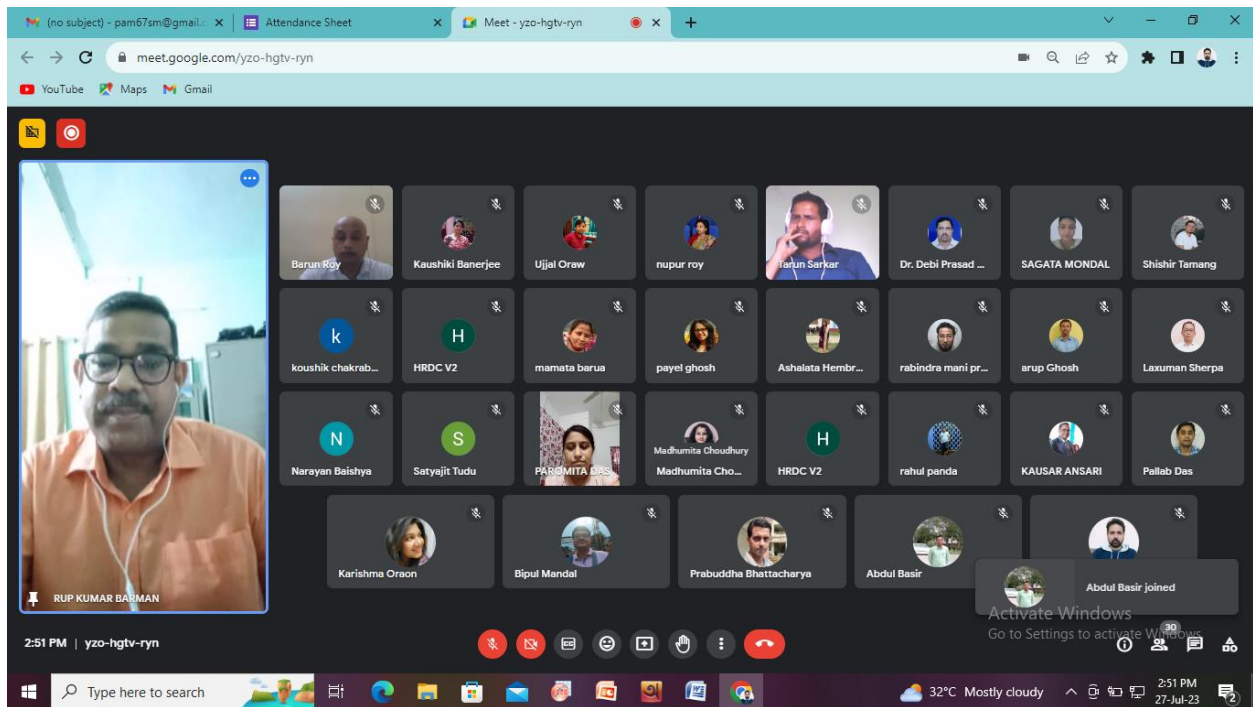 (no subject) - pam67sm@gmail.c
Attendance Sheet
Meet - yzo-hgtv-ryn
meet.google.com/yzo-hgtv-ryn
YouTube Maps Gmail
Barun Roy
Kaushiki Banerjee
Ujjal Oraw
nupur roy
Tarun Sarkar
Dr. Debi Prasad ...
SAGATA MONDAL
Shishir Tamang
k
koushik chakrab...
H
HRDC V2
mamata barua
payel ghosh
Ashalata Hembr...
rabindra mani pr...
arup Ghosh
Laxuman Sherpa
N
Narayan Baishya
S
Satyajit Tudu
PAROMITA DAS
Madhumita Choudhury
Madhumita Cho...
H
HRDC V2
rahul panda
KAUSAR ANSARI
Pallab Das
Karishma Oraon
Bipul Mandal
Prabuddha Bhattacharya
Abdul Basir
Abdul Basir joined
RUP KUMAR BARMAN
Activate Windows
Go to Settings to activate Windows
2:51 PM | yzo-hgtv-ryn
30
Type here to search
32°C Mostly cloudy
2:51 PM
27-Jul-23
2